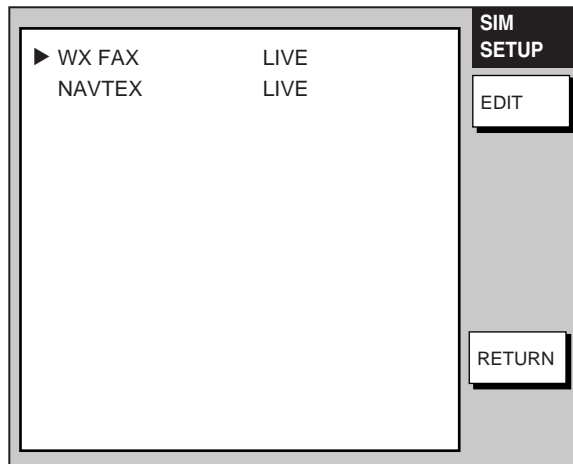 SIM
SETUP
▶ WX FAX LIVE
NAVTEX LIVE
EDIT
RETURN